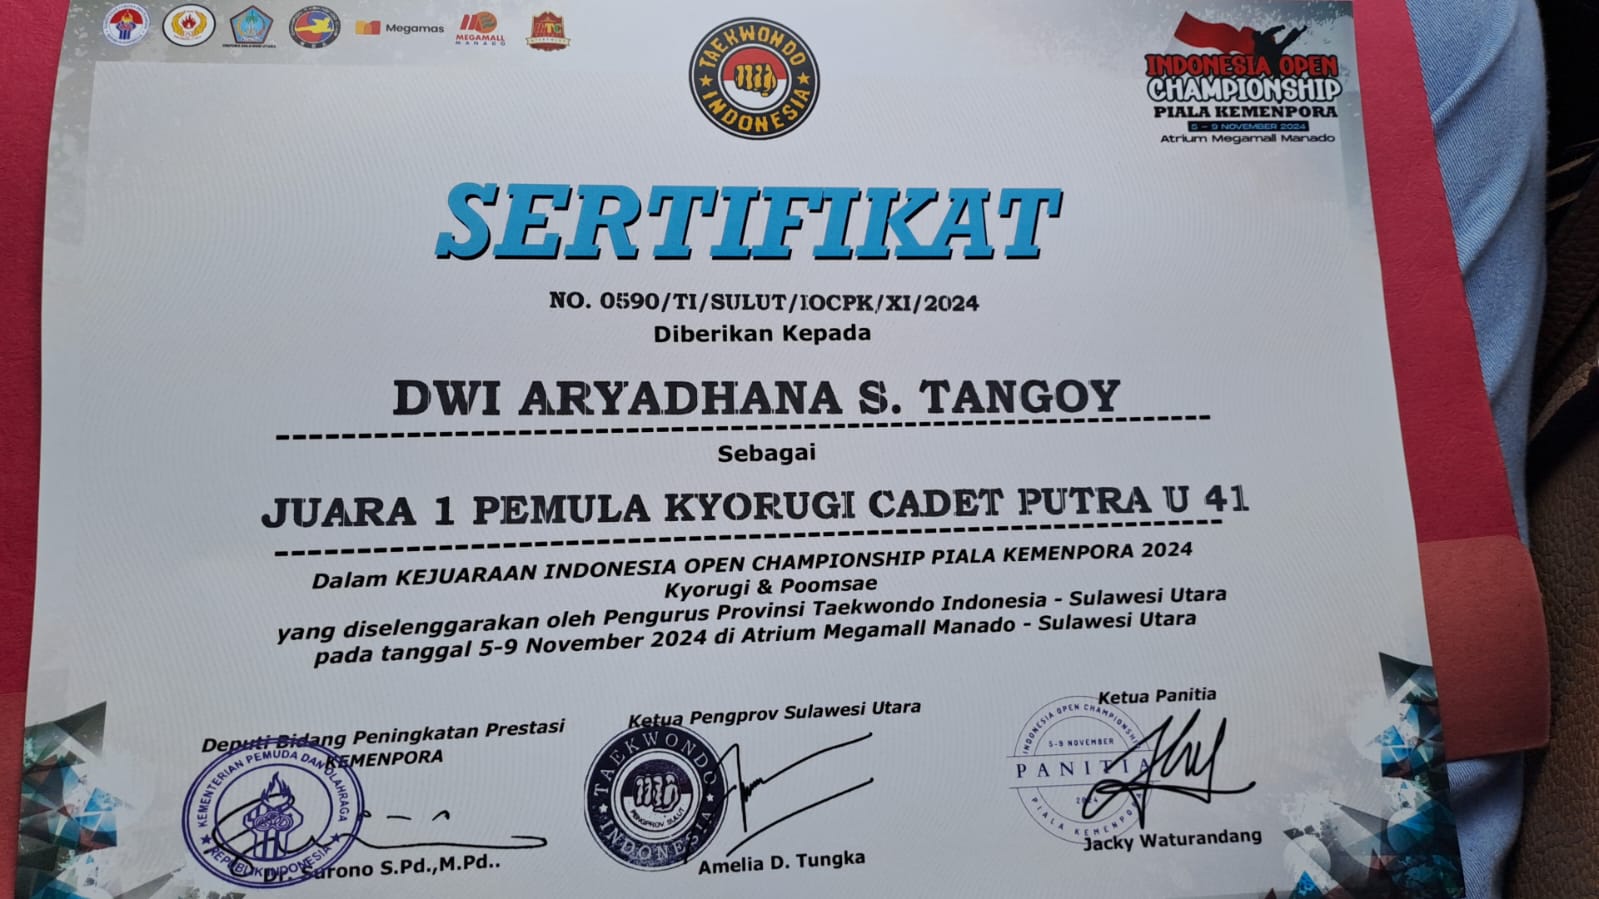 Megamas
MEGAMALL
MANADO
TAEKWONDO
INDONESIA
INDONESIA OPEN
CHAMPIONSHIP
PIALA KEMENPORA
5 - 9 NOVEMBER 2024
Atrium Megamall Manado
SERTIFIKAT
NO. 0590/TI/SULUT/IOCPK/XI/2024
Diberikan Kepada
DWI ARYADHANA S. TANGOY
Sebagai
JUARA 1 PEMULA KYORUGI CADET PUTRA U 41
Dalam KEJUARAAN INDONESIA OPEN CHAMPIONSHIP PIALA KEMENPORA 2024
Kyorugi & Poomsae
yang diselenggarakan oleh Pengurus Provinsi Taekwondo Indonesia - Sulawesi Utara
pada tanggal 5-9 November 2024 di Atrium Megamall Manado - Sulawesi Utara
Deputi Bidang Peningkatan Prestasi
KEMENPORA
KEMENTERIAN PEMUDA DAN OLAHRAGA
REPUBLIK INDONESIA
Dr. Surono S.Pd.,M.Pd..
Ketua Pengprov Sulawesi Utara
TAEKWONDO
PENGPROV SULUT
INDONESIA
Amelia D. Tungka
Ketua Panitia
INDONESIA OPEN CHAMPIONSHIP
5-9 NOVEMBER
PANITIA
2024
PIALA KEMENPORA
Jacky Waturandang